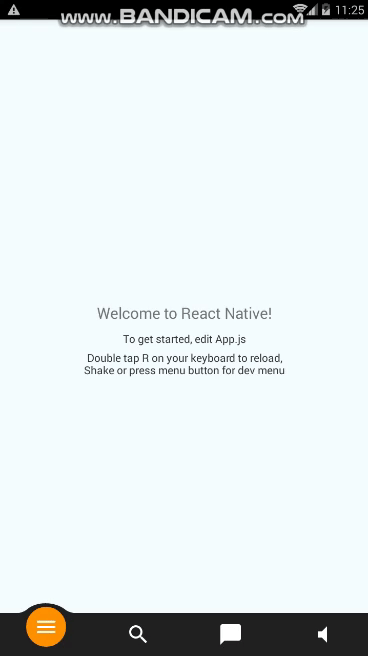 www.BANDICAM.com
11:25
Welcome to React Native!
To get started, edit App.js
Double tap R on your keyboard to reload,
Shake or press menu button for dev menu